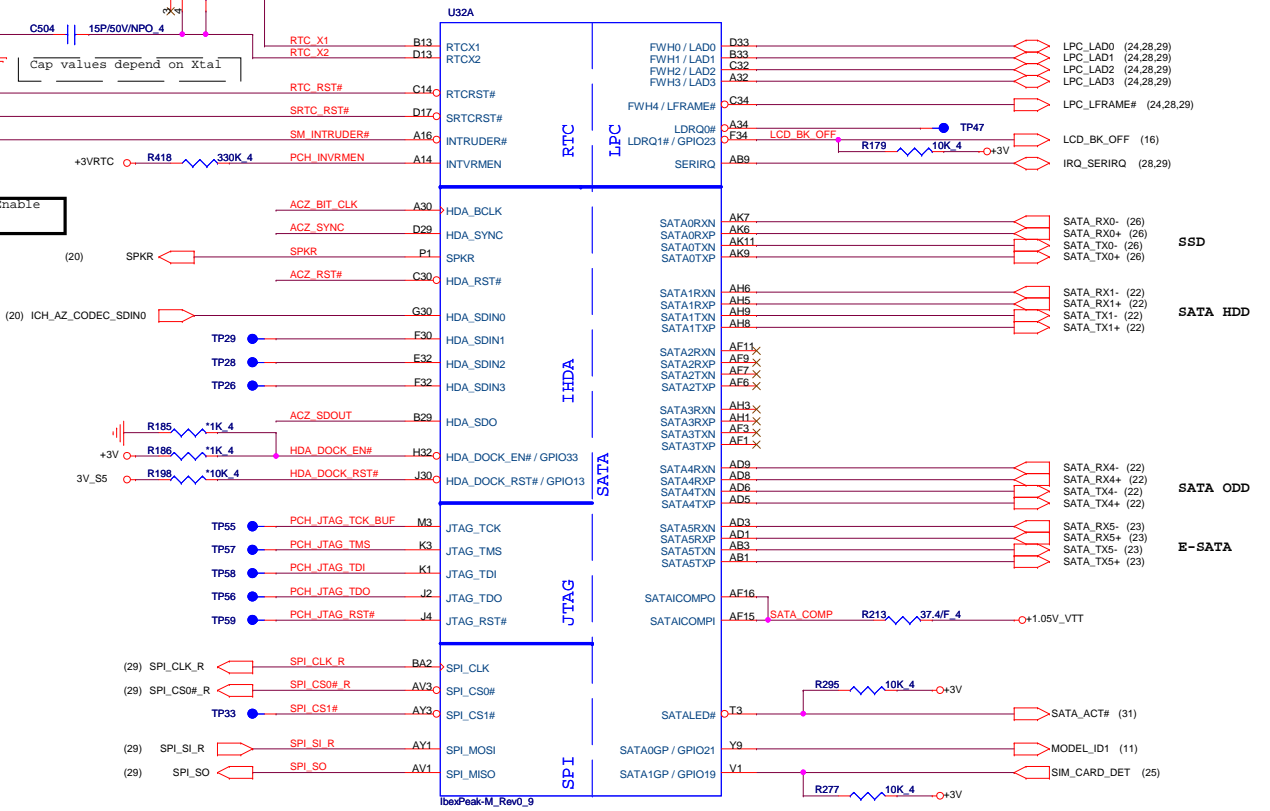 U32A
C504 15P/50V/NPO_4
Cap values depend on Xtal
RTC_X1 B13 RTCX1
RTC_X2 D13 RTCX2
RTC_RST# C14 RTCRST#
SRTC_RST# D17 SRTCRST#
SM_INTRUDER# A16 INTRUDER#
+3VRTC R418 330K_4 PCH_INVRMEN A14 INTVRMEN
RTC
LPC
FWH0 / LAD0 D33 LPC_LAD0 (24,28,29)
FWH1 / LAD1 B33 LPC_LAD1 (24,28,29)
FWH2 / LAD2 C32 LPC_LAD2 (24,28,29)
FWH3 / LAD3 A32 LPC_LAD3 (24,28,29)
FWH4 / LFRAME# C34 LPC_LFRAME# (24,28,29)
LDRQ0# A34 TP47
LDRQ1# / GPIO23 F34 LCD_BK_OFF LCD_BK_OFF (16)
R179 10K_4 +3V
SERIRQ AB9 IRQ_SERIRQ (28,29)
Enable
ACZ_BIT_CLK A30 HDA_BCLK
ACZ_SYNC D29 HDA_SYNC
(20) SPKR SPKR P1 SPKR
ACZ_RST# C30 HDA_RST#
(20) ICH_AZ_CODEC_SDIN0 G30 HDA_SDIN0
TP29 F30 HDA_SDIN1
TP28 E32 HDA_SDIN2
TP26 F32 HDA_SDIN3
ACZ_SDOUT B29 HDA_SDO
R185 *1K_4
+3V R186 *1K_4 HDA_DOCK_EN# H32 HDA_DOCK_EN# / GPIO33
3V_S5 R198 *10K_4 HDA_DOCK_RST# J30 HDA_DOCK_RST# / GPIO13
IHDA
SATA
SATA0RXN AK7 SATA_RX0- (26)
SATA0RXP AK6 SATA_RX0+ (26)
SATA0TXN AK11 SATA_TX0- (26)
SATA0TXP AK9 SATA_TX0+ (26)
SSD
SATA1RXN AH6 SATA_RX1- (22)
SATA1RXP AH5 SATA_RX1+ (22)
SATA1TXN AH9 SATA_TX1- (22)
SATA1TXP AH8 SATA_TX1+ (22)
SATA HDD
SATA2RXN AF11
SATA2RXP AF9
SATA2TXN AF7
SATA2TXP AF6
SATA3RXN AH3
SATA3RXP AH1
SATA3TXN AF3
SATA3TXP AF1
SATA4RXN AD9 SATA_RX4- (22)
SATA4RXP AD8 SATA_RX4+ (22)
SATA4TXN AD6 SATA_TX4- (22)
SATA4TXP AD5 SATA_TX4+ (22)
SATA ODD
SATA5RXN AD3 SATA_RX5- (23)
SATA5RXP AD1 SATA_RX5+ (23)
SATA5TXN AB3 SATA_TX5- (23)
SATA5TXP AB1 SATA_TX5+ (23)
E-SATA
TP55 PCH_JTAG_TCK_BUF M3 JTAG_TCK
TP57 PCH_JTAG_TMS K3 JTAG_TMS
TP58 PCH_JTAG_TDI K1 JTAG_TDI
TP56 PCH_JTAG_TDO J2 JTAG_TDO
TP59 PCH_JTAG_RST# J4 JTAG_RST#
JTAG
SATAICOMPO AF16
SATAICOMPI AF15 SATA_COMP R213 37.4/F_4 +1.05V_VTT
(29) SPI_CLK_R SPI_CLK_R BA2 SPI_CLK
(29) SPI_CS0#_R SPI_CS0#_R AV3 SPI_CS0#
TP33 SPI_CS1# AY3 SPI_CS1#
(29) SPI_SI_R SPI_SI_R AY1 SPI_MOSI
(29) SPI_SO SPI_SO AV1 SPI_MISO
SPI
R295 10K_4 +3V
SATALED# T3 SATA_ACT# (31)
SATA0GP / GPIO21 Y9 MODEL_ID1 (11)
SATA1GP / GPIO19 V1 SIM_CARD_DET (25)
R277 10K_4 +3V
IbexPeak-M_Rev0_9